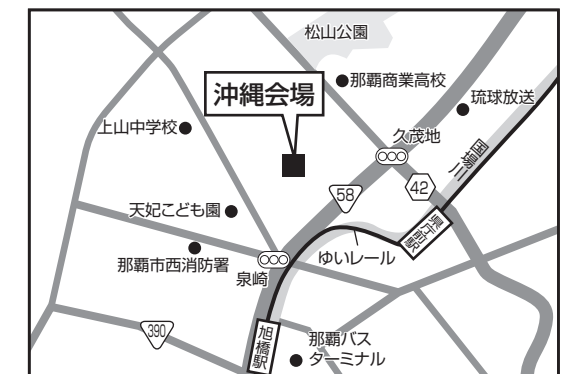 松山公園
那覇商業高校
沖縄会場
琉球放送
上山中学校
久茂地
国場川
58
42
天妃こども園
県庁前駅
ゆいレール
那覇市西消防署
泉崎
390
旭橋駅
那覇バス
ターミナル